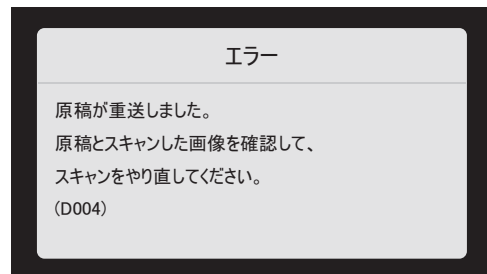 エラー
原稿が重送しました。
原稿とスキャンした画像を確認して、
スキャンをやり直してください。
(D004)